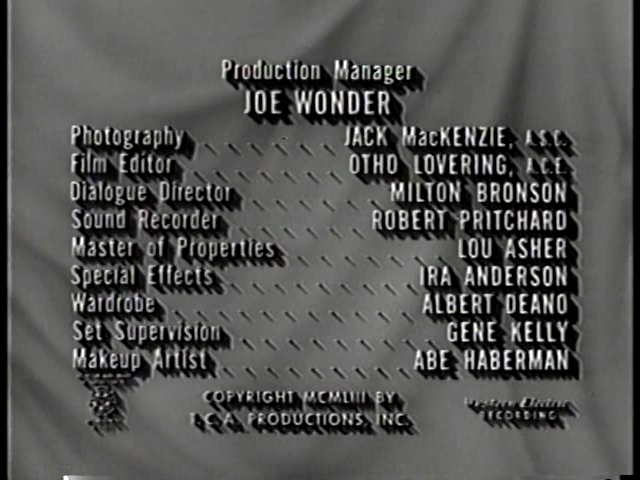 Production Manager
JOE WONDER
Photography JACK MacKENZIE, A.S.C.
Film Editor OTHO LOVERING, A.C.E.
Dialogue Director MILTON BRONSON
Sound Recorder ROBERT PRITCHARD
Master of Properties LOU ASHER
Special Effects IRA ANDERSON
Wardrobe ALBERT DEANO
Set Supervision GENE KELLY
Makeup Artist ABE HABERMAN
COPYRIGHT MCMLIII BY
T.C.A. PRODUCTIONS, INC.
Western Electric
RECORDING